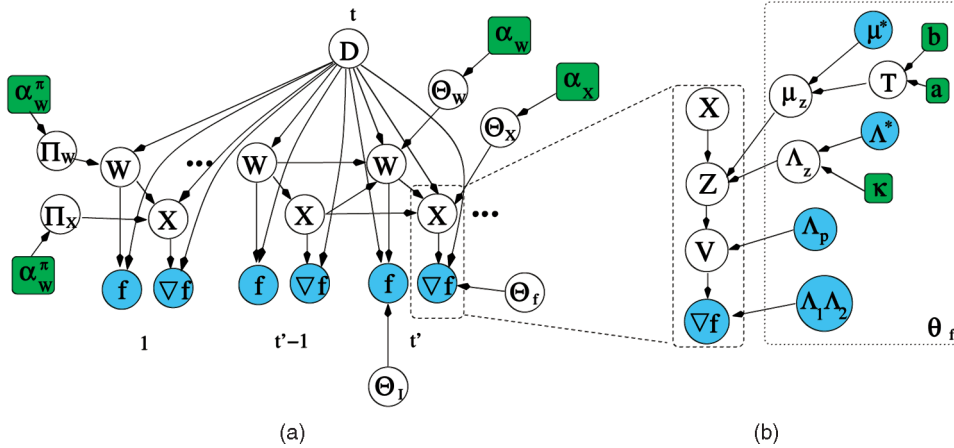 t
D
α_W
α_X
Θ_W
Θ_X
α_W^π
Π_W
W
...
W
W
Π_X
X
X
X
...
α_W^π
f
∇f
f
∇f
f
∇f
Θ_f
1
t'-1
t'
Θ_I
(a)
μ*
b
T
a
X
μ_z
Λ*
Z
Λ_z
κ
V
Λ_p
∇f
Λ_1Λ_2
θ_f
(b)